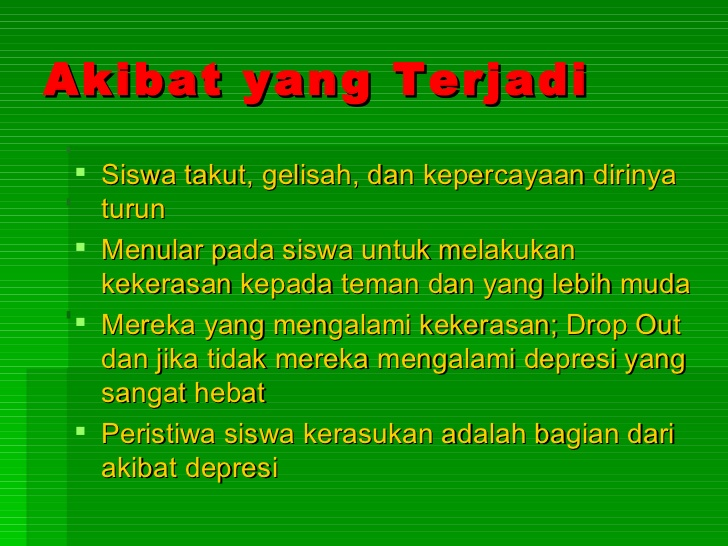 Akibat yang Terjadi
Siswa takut, gelisah, dan kepercayaan dirinya
turun
Menular pada siswa untuk melakukan
kekerasan kepada teman dan yang lebih muda
Mereka yang mengalami kekerasan; Drop Out
dan jika tidak mereka mengalami depresi yang
sangat hebat
Peristiwa siswa kerasukan adalah bagian dari
akibat depresi